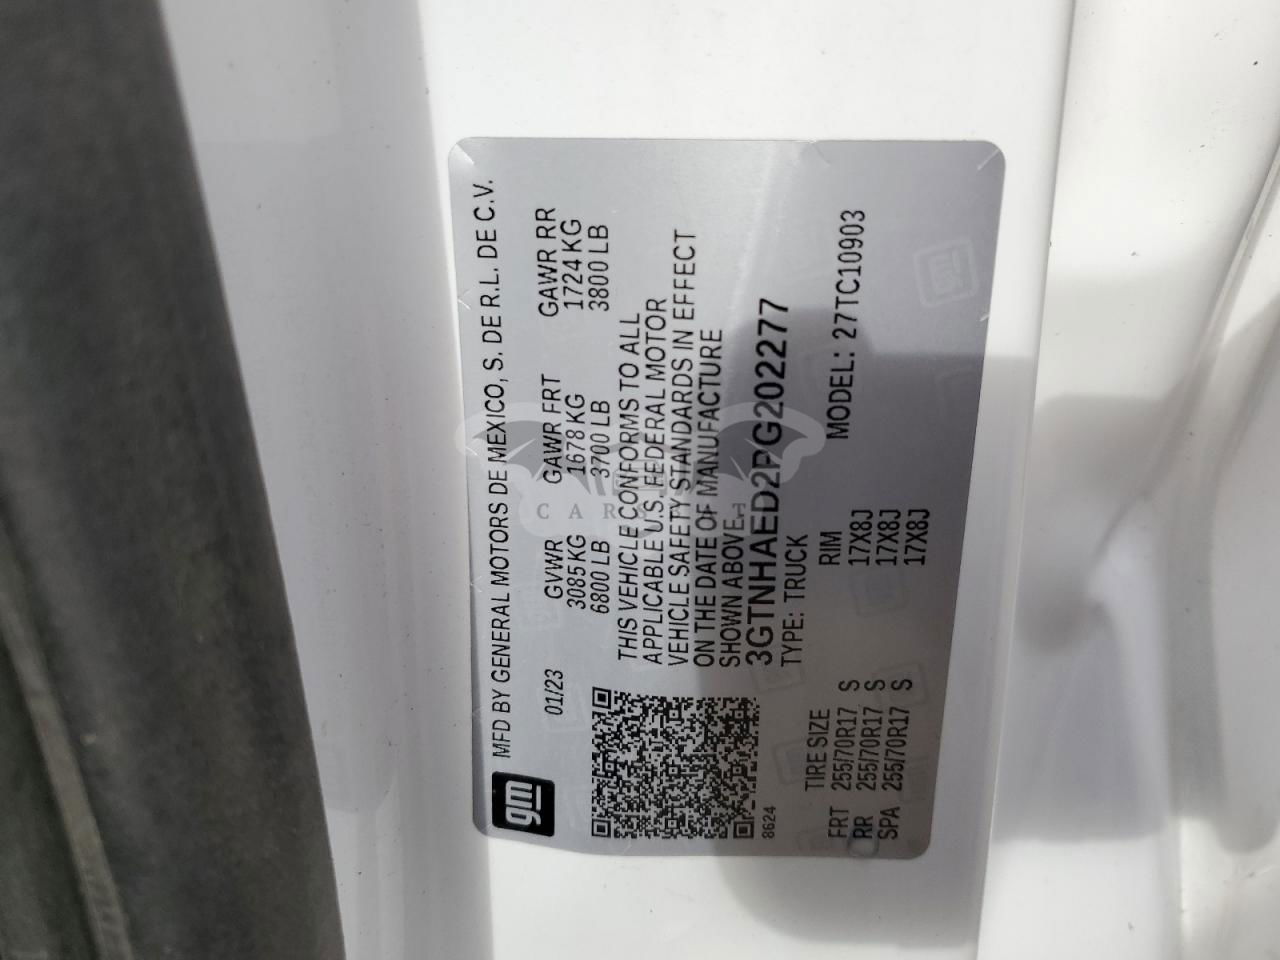 gm MFD BY GENERAL MOTORS DE MEXICO, S. DE R.L. DE C.V.
01/23 GVWR GAWR FRT GAWR RR
3085 KG 1678 KG 1724 KG
6800 LB 3700 LB 3800 LB
THIS VEHICLE CONFORMS TO ALL
APPLICABLE U.S. FEDERAL MOTOR
VEHICLE SAFETY STANDARDS IN EFFECT
ON THE DATE OF MANUFACTURE
SHOWN ABOVE.
3GTNHAED2PG202277
8624 TYPE: TRUCK
TIRE SIZE RIM MODEL: 27TC10903
FRT 255/70R17 S 17X8J
RR 255/70R17 S 17X8J
SPA 255/70R17 S 17X8J